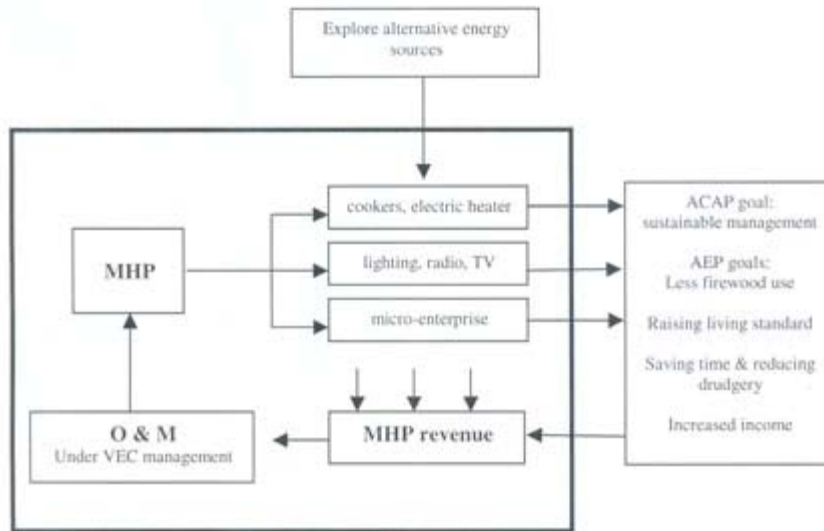 Explore alternative energy
sources
cookers, electric heater
MHP
lighting, radio, TV
micro-enterprise
ACAP goal:
sustainable management
AEP goals:
Less firewood use
Raising living standard
Saving time & reducing
drudgery
Increased income
O & M
Under VEC management
MHP revenue